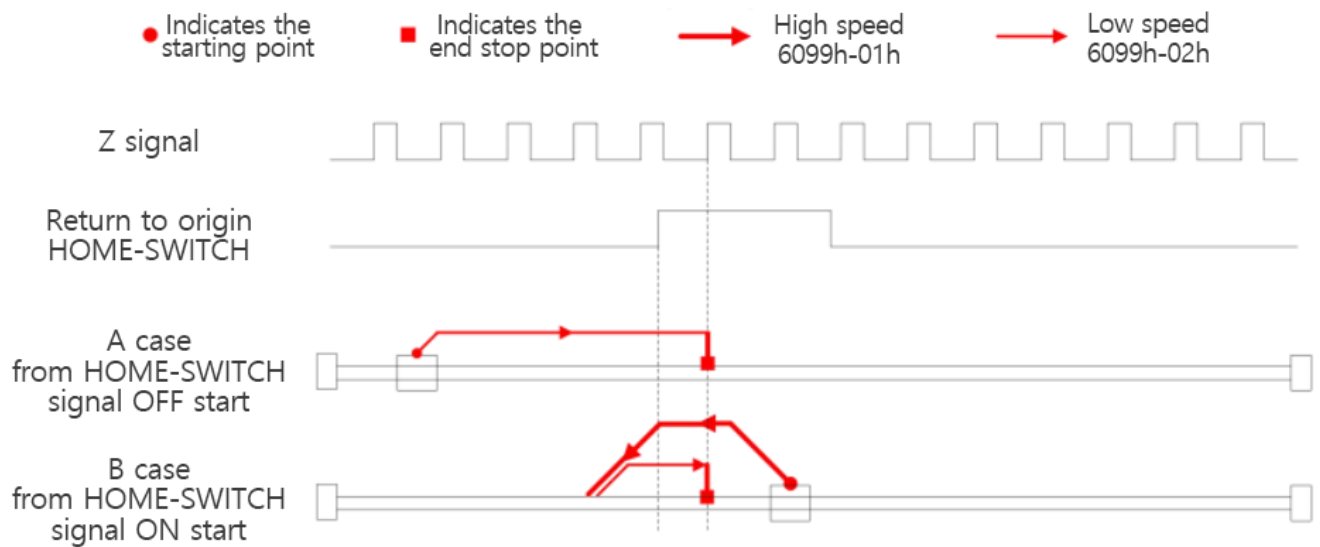 Indicates the
starting point
Indicates the
end stop point
High speed
6099h-01h
Low speed
6099h-02h
Z signal
Return to origin
HOME-SWITCH
A case
from HOME-SWITCH
signal OFF start
B case
from HOME-SWITCH
signal ON start